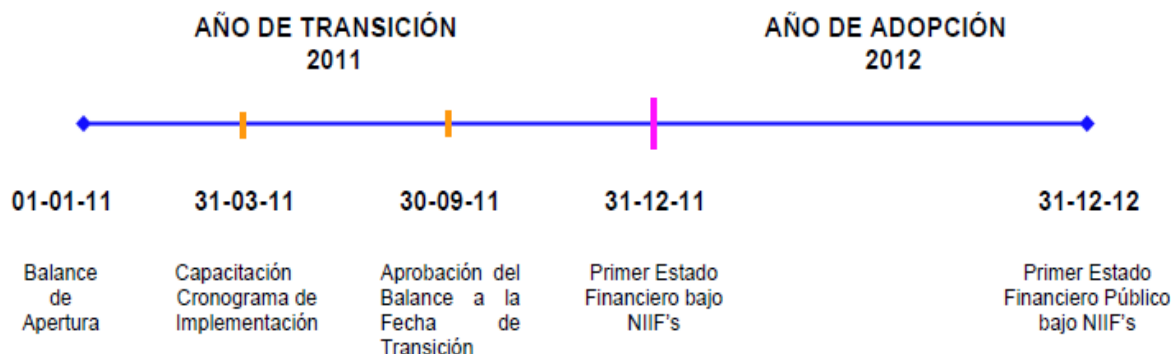 AÑO DE TRANSICIÓN
2011
AÑO DE ADOPCIÓN
2012
01-01-11
31-03-11
30-09-11
31-12-11
31-12-12
Balance
de
Apertura
Capacitación
Cronograma de
Implementación
Aprobación del
Balance a la
Fecha de
Transición
Primer Estado
Financiero bajo
NIIF's
Primer Estado
Financiero Público
bajo NIIF's